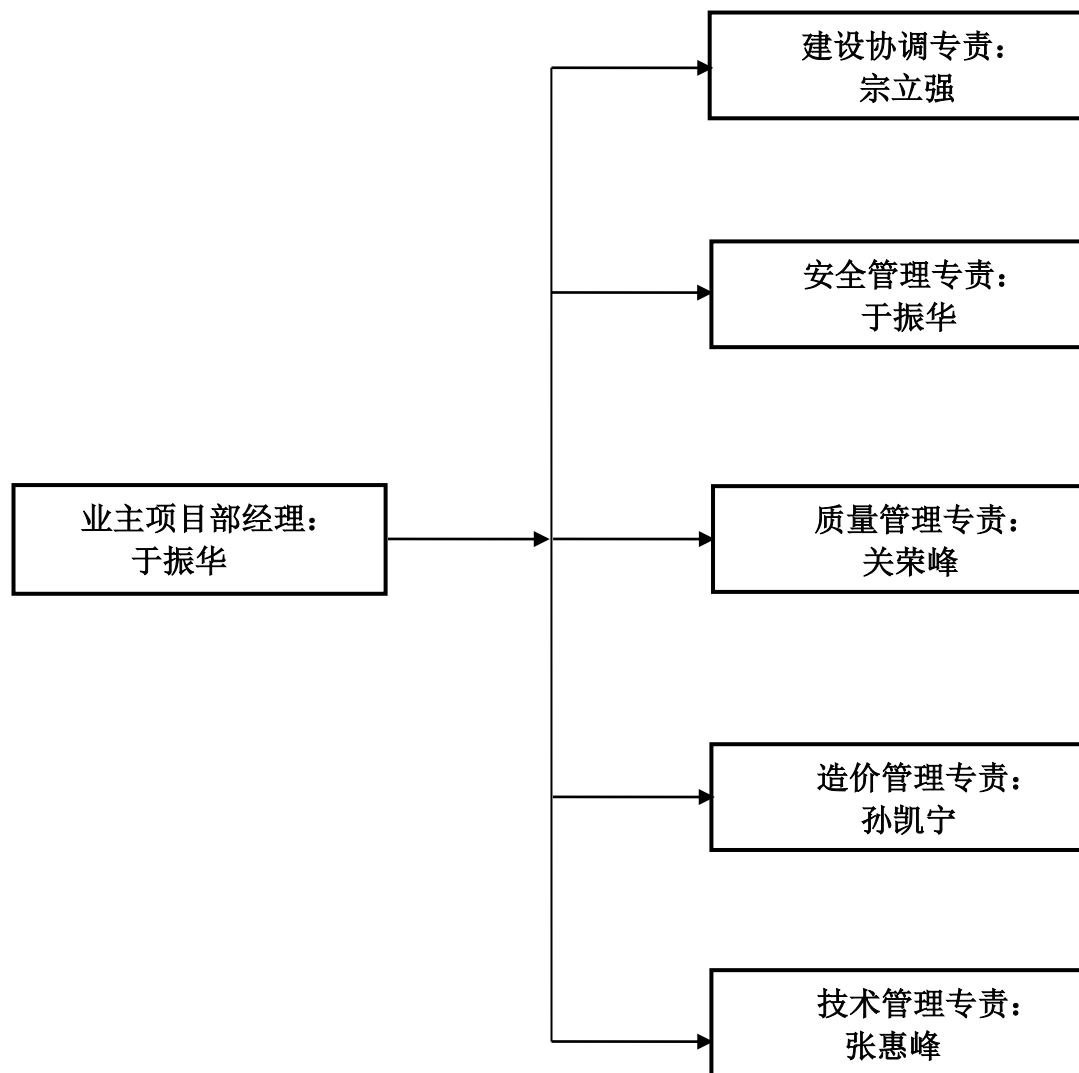 建设协调专责：
宗立强
安全管理专责：
于振华
业主项目部经理：
于振华
质量管理专责：
关荣峰
造价管理专责：
孙凯宁
技术管理专责：
张惠峰